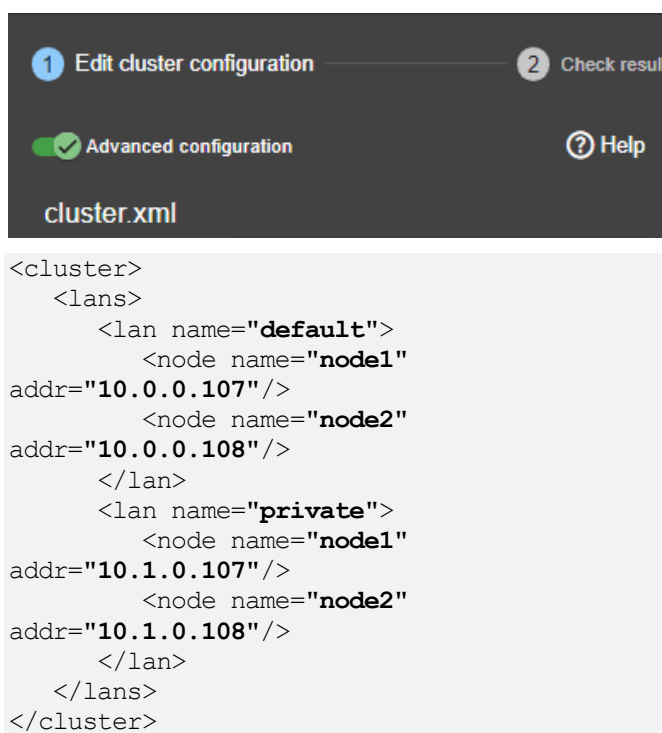 1 Edit cluster configuration 2 Check resul
Advanced configuration ? Help
cluster.xml
<cluster>
   <lans>
      <lan name="default">
         <node name="node1"
addr="10.0.0.107"/>
         <node name="node2"
addr="10.0.0.108"/>
      </lan>
      <lan name="private">
         <node name="node1"
addr="10.1.0.107"/>
         <node name="node2"
addr="10.1.0.108"/>
      </lan>
   </lans>
</cluster>